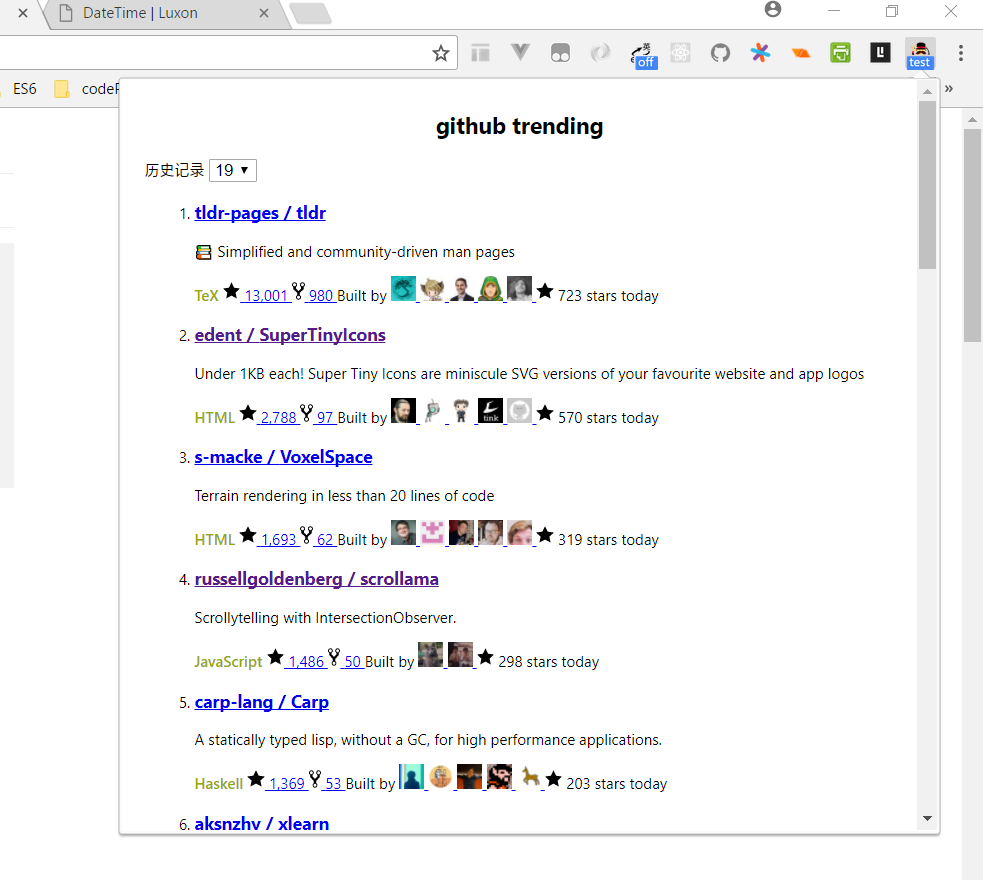 DateTime | Luxon
英
off
test
ES6
»
github trending
历史记录 19
1. tldr-pages / tldr
Simplified and community-driven man pages
TeX 13,001 980 Built by 723 stars today
2. edent / SuperTinyIcons
Under 1KB each! Super Tiny Icons are miniscule SVG versions of your favourite website and app logos
HTML 2,788 97 Built by tink 570 stars today
3. s-macke / VoxelSpace
Terrain rendering in less than 20 lines of code
HTML 1,693 62 Built by 319 stars today
4. russellgoldenberg / scrollama
Scrollytelling with IntersectionObserver.
JavaScript 1,486 50 Built by 298 stars today
5. carp-lang / Carp
A statically typed lisp, without a GC, for high performance applications.
Haskell 1,369 53 Built by 203 stars today
6. aksnzhy / xlearn